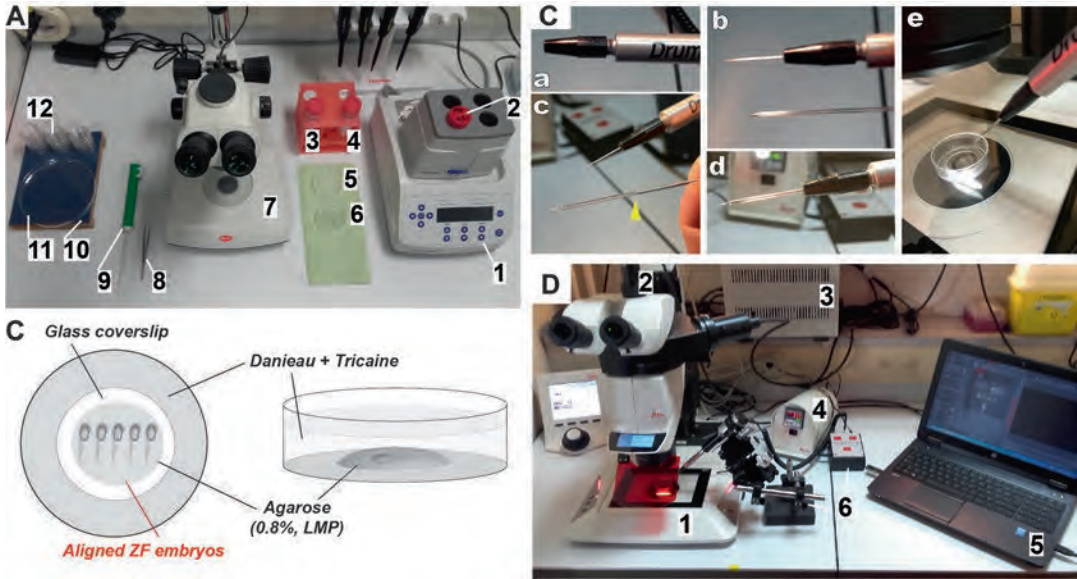 A
12
11
10
9
8
7
3
4
5
6
2
1
C
a
Drum
b
c
d
e
C
Glass coverslip
Danieau + Tricaine
Agarose
(0.8%, LMP)
Aligned ZF embryos
D
2
3
4
1
6
5